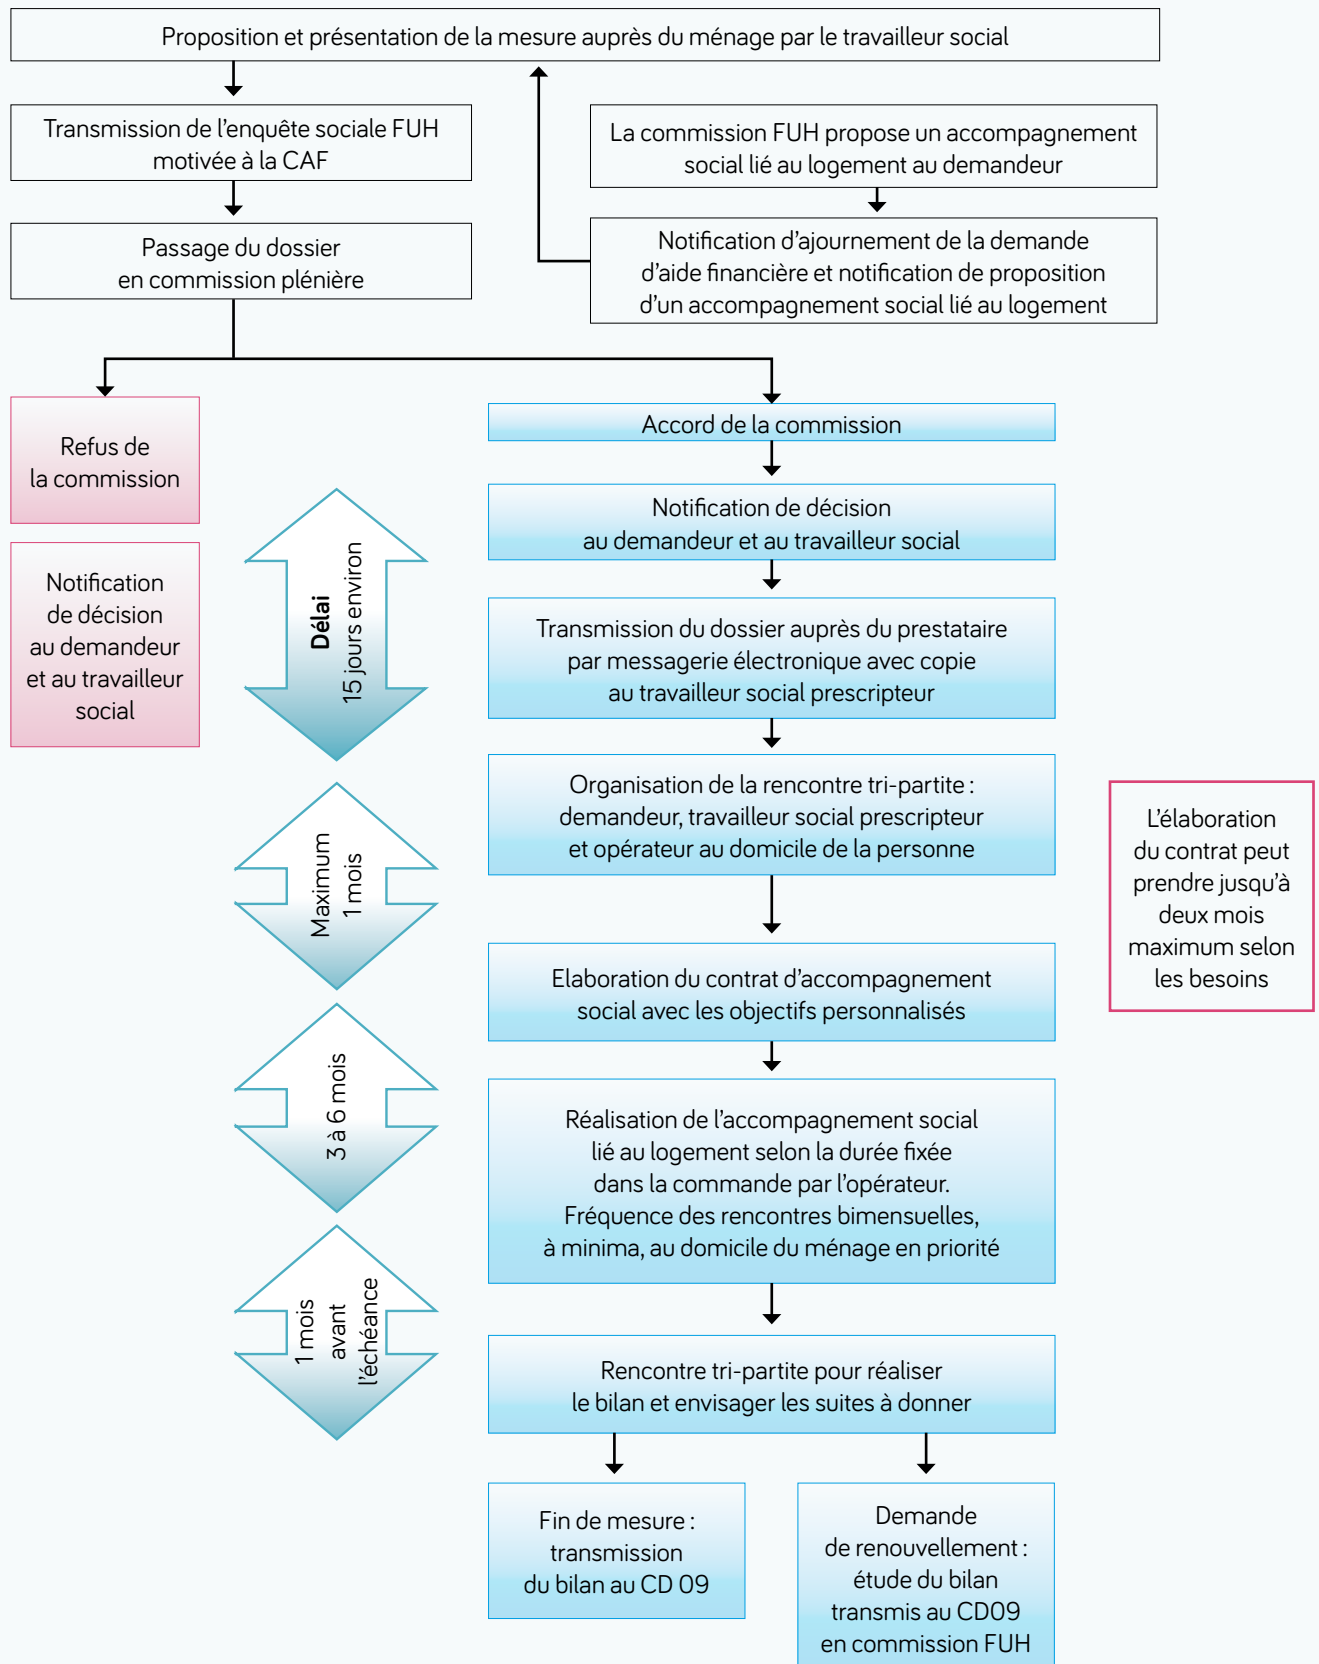 Proposition et présentation de la mesure auprès du ménage par le travailleur social
Transmission de l'enquête sociale FUH
motivée à la CAF
La commission FUH propose un accompagnement
social lié au logement au demandeur
Passage du dossier
en commission plénière
Notification d'ajournement de la demande
d'aide financière et notification de proposition
d'un accompagnement social lié au logement
Refus de
la commission
Notification
de décision
au demandeur
et au travailleur
social
Accord de la commission
Notification de décision
au demandeur et au travailleur social
Délai
15 jours environ
Transmission du dossier auprès du prestataire
par messagerie électronique avec copie
au travailleur social prescripteur
Organisation de la rencontre tri-partite :
demandeur, travailleur social prescripteur
et opérateur au domicile de la personne
Maximum
1 mois
L'élaboration
du contrat peut
prendre jusqu'à
deux mois
maximum selon
les besoins
Elaboration du contrat d'accompagnement
social avec les objectifs personnalisés
3 à 6 mois
Réalisation de l'accompagnement social
lié au logement selon la durée fixée
dans la commande par l'opérateur.
Fréquence des rencontres bimensuelles,
à minima, au domicile du ménage en priorité
1 mois
avant
l'échéance
Rencontre tri-partite pour réaliser
le bilan et envisager les suites à donner
Fin de mesure :
transmission
du bilan au CD 09
Demande
de renouvellement :
étude du bilan
transmis au CD09
en commission FUH